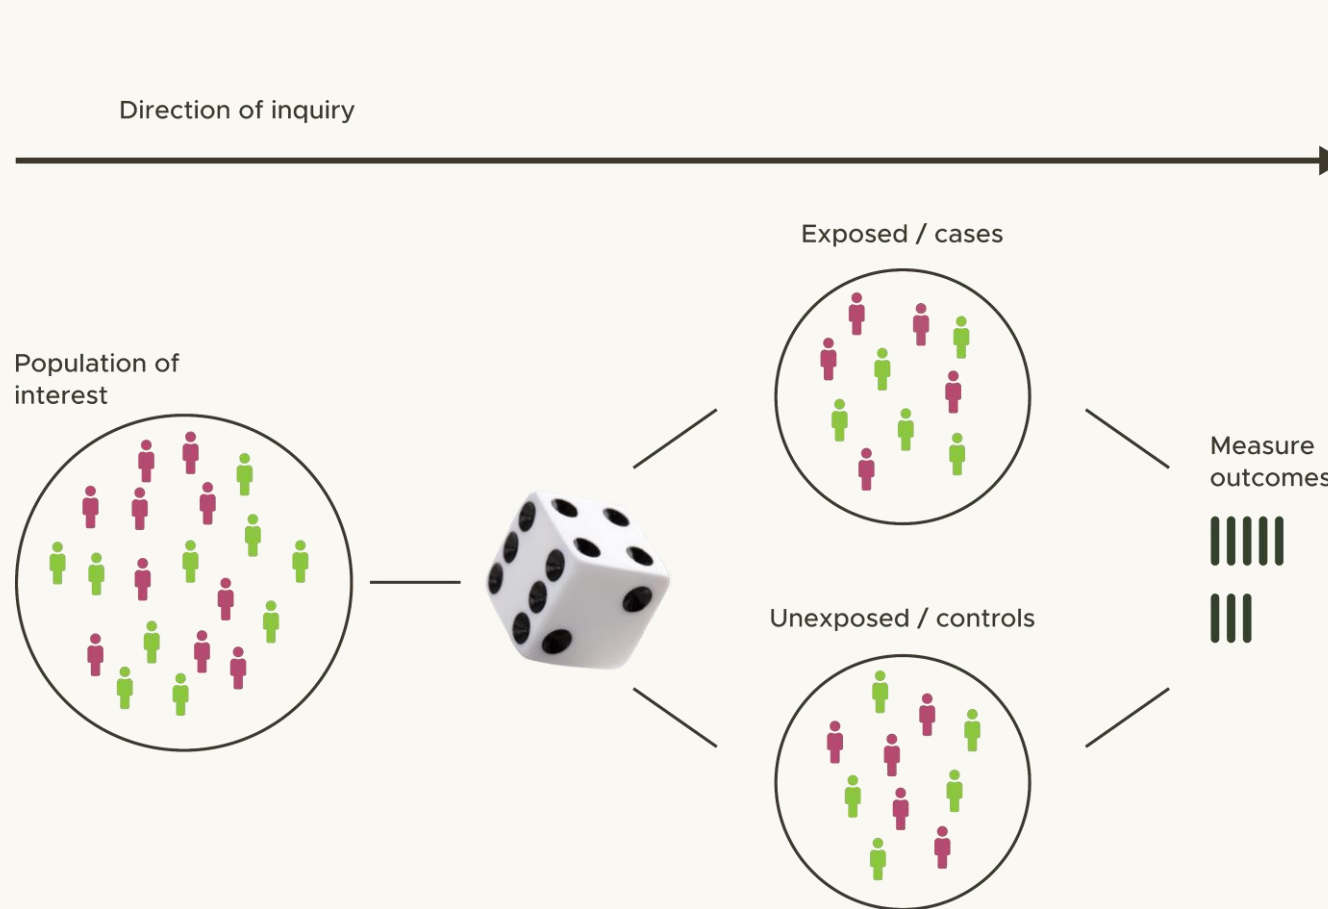 Direction of inquiry
Exposed / cases
Population of
interest
Measure
outcomes
Unexposed / controls